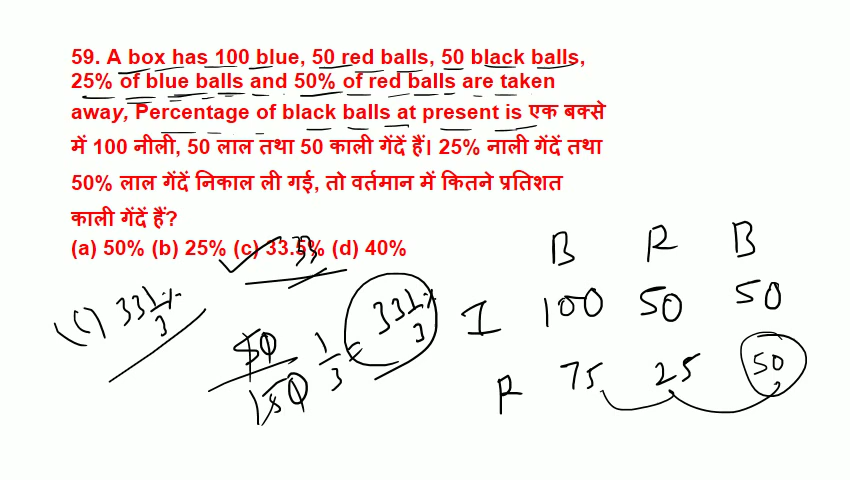 59. A box has 100 blue, 50 red balls, 50 black balls,
25% of blue balls and 50% of red balls are taken
away, Percentage of black balls at present is एक बक्से
में 100 नीली, 50 लाल तथा 50 काली गेंदें हैं। 25% नाली गेंदें तथा
50% लाल गेंदें निकाल ली गई, तो वर्तमान में कितने प्रतिशत
काली गेंदें हैं?
(a) 50% (b) 25% (c) 33.5% (d) 40%
33
B R B
I 100 50 50
R 75 25 50
(c) 33 1/3 %
50/150 1/3 = 33 1/3 %